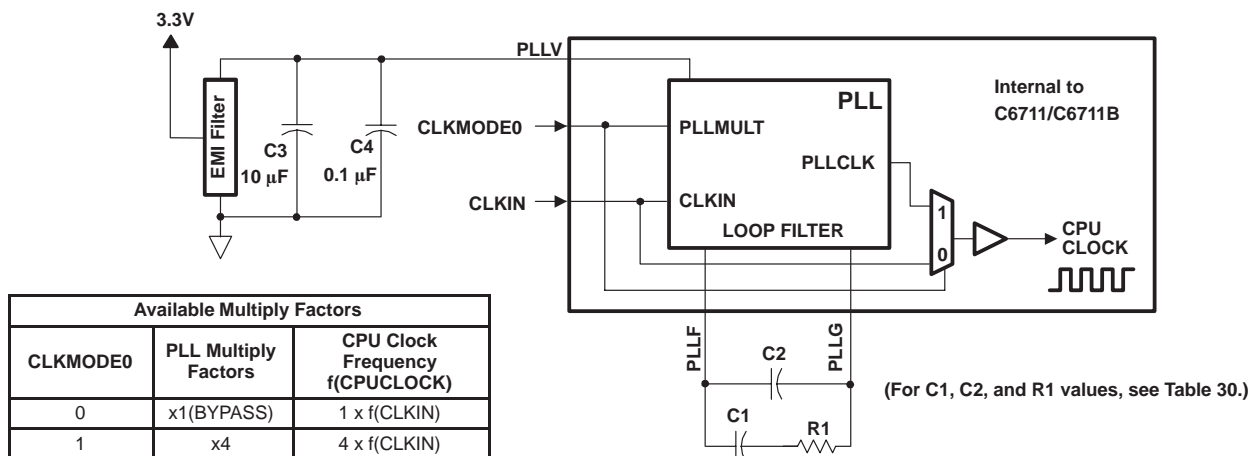 3.3V
PLLV
EMI Filter
C3
10 µF
C4
0.1 µF
CLKMODE0
CLKIN
PLL
PLLMULT
PLLCLK
CLKIN
LOOP FILTER
Internal to
C6711/C6711B
1
0
CPU
CLOCK
PLLF
PLLG
C2
C1
R1
(For C1, C2, and R1 values, see Table 30.)
Available Multiply Factors
CLKMODE0
PLL Multiply
Factors
CPU Clock
Frequency
f(CPUCLOCK)
0
x1(BYPASS)
1 x f(CLKIN)
1
x4
4 x f(CLKIN)